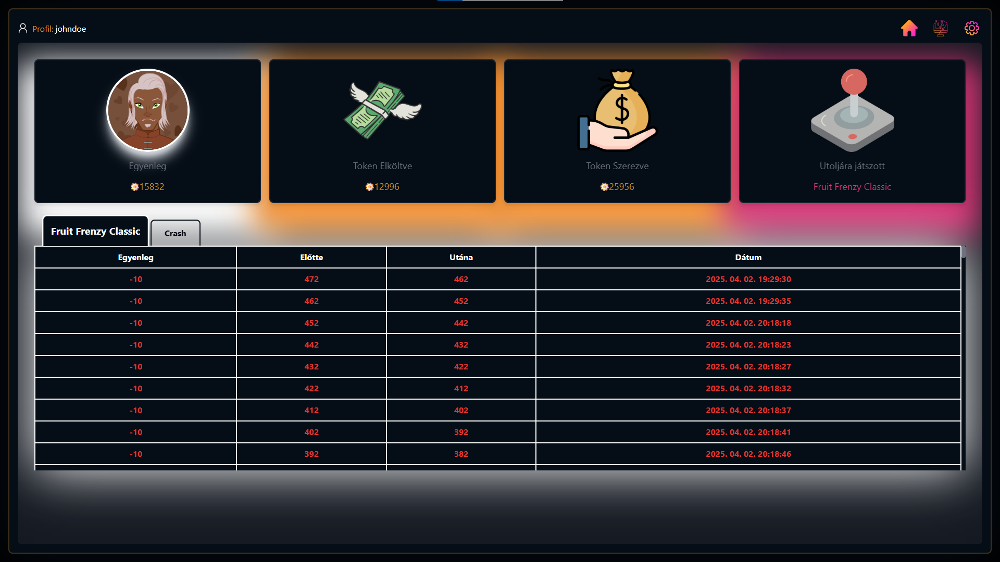 Profil: johndoe
Egyenleg
15832
Token Elköltve
12996
Token Szerezve
25956
Utoljára játszott
Fruit Frenzy Classic
Fruit Frenzy Classic
Crash
Egyenleg Előtte Utána Dátum
-10 472 462 2025. 04. 02. 19:29:30
-10 462 452 2025. 04. 02. 19:29:35
-10 452 442 2025. 04. 02. 20:18:18
-10 442 432 2025. 04. 02. 20:18:23
-10 432 422 2025. 04. 02. 20:18:27
-10 422 412 2025. 04. 02. 20:18:32
-10 412 402 2025. 04. 02. 20:18:37
-10 402 392 2025. 04. 02. 20:18:41
-10 392 382 2025. 04. 02. 20:18:46